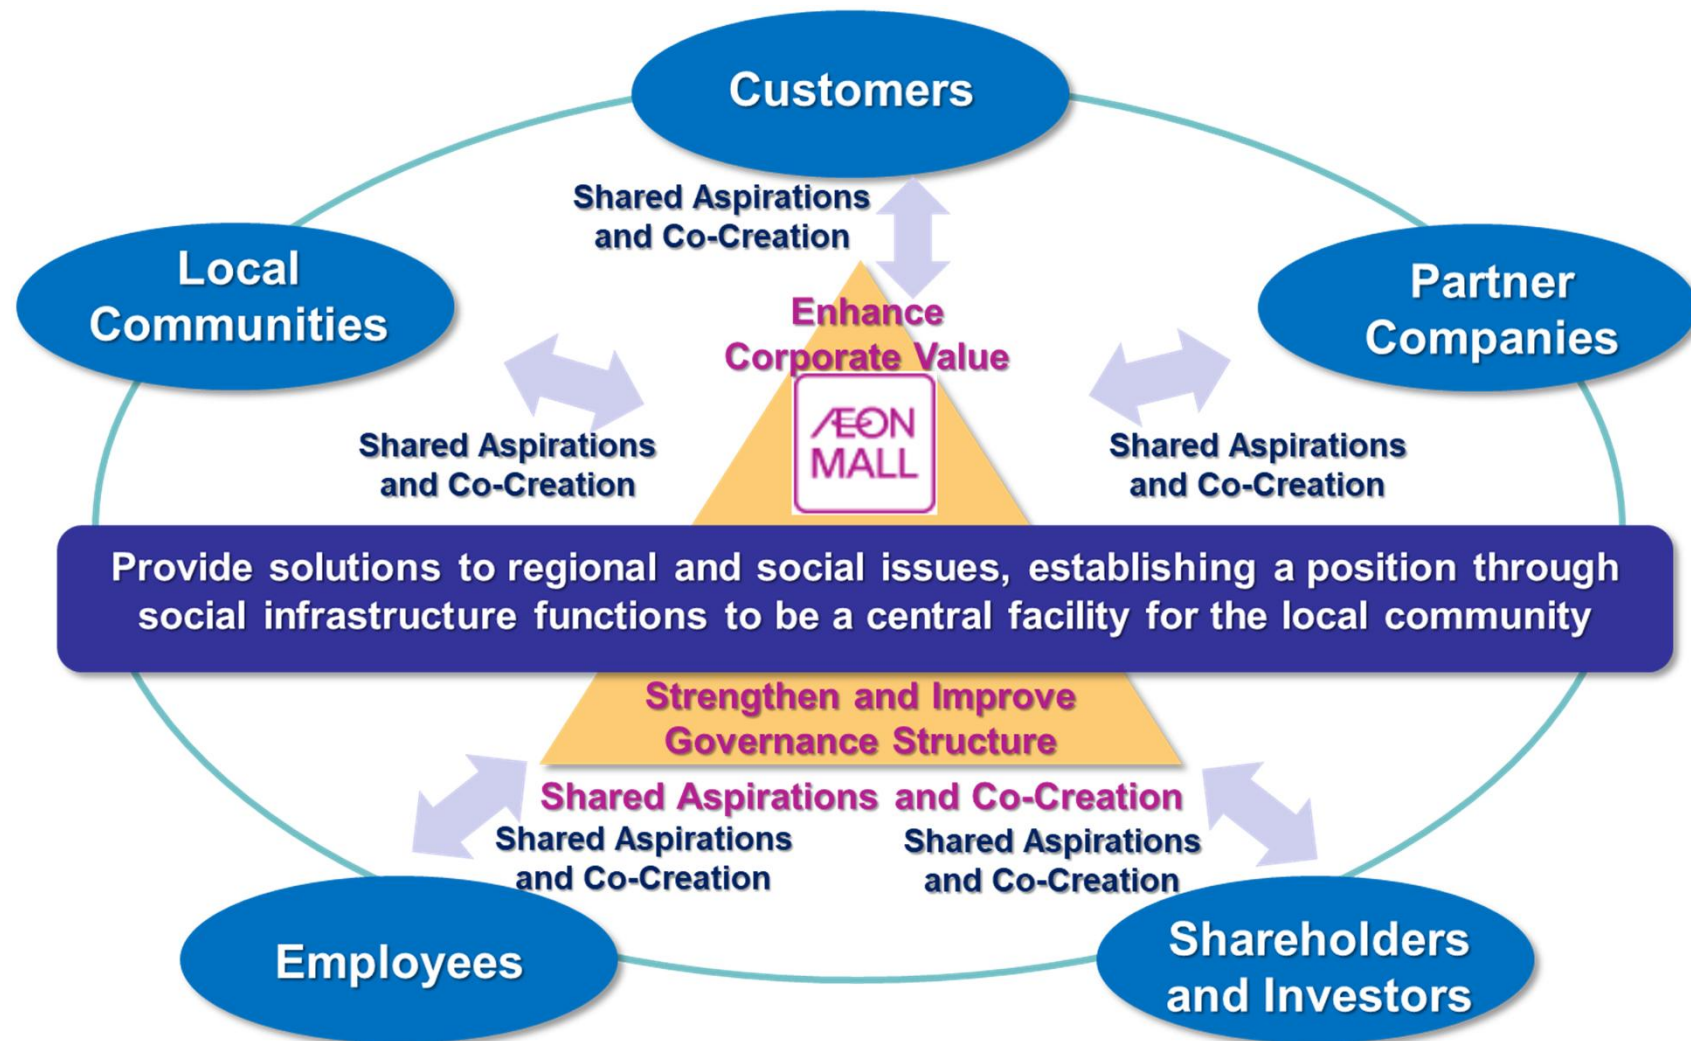 Customers
Shared Aspirations
and Co-Creation
Local
Communities
Partner
Companies
Enhance
Corporate Value
ÆON
MALL
Shared Aspirations
and Co-Creation
Shared Aspirations
and Co-Creation
Provide solutions to regional and social issues, establishing a position through
social infrastructure functions to be a central facility for the local community
Strengthen and Improve
Governance Structure
Shared Aspirations and Co-Creation
Shared Aspirations
and Co-Creation
Shared Aspirations
and Co-Creation
Employees
Shareholders
and Investors